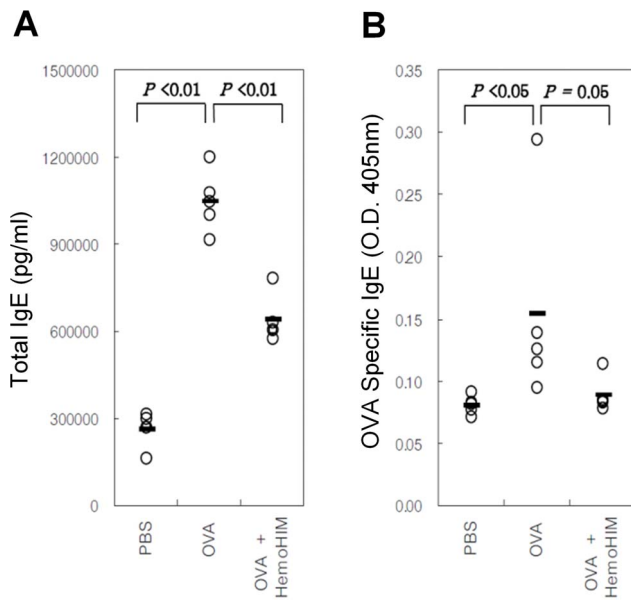 A
Total IgE (pg/ml)
1500000
1200000
900000
600000
300000
0
P <0.01
P <0.01
PBS
OVA
OVA +
HemoHIM
B
OVA Specific IgE (O.D. 405nm)
0.35
0.30
0.25
0.20
0.15
0.10
0.05
0.00
P <0.05
P = 0.05
PBS
OVA
OVA +
HemoHIM